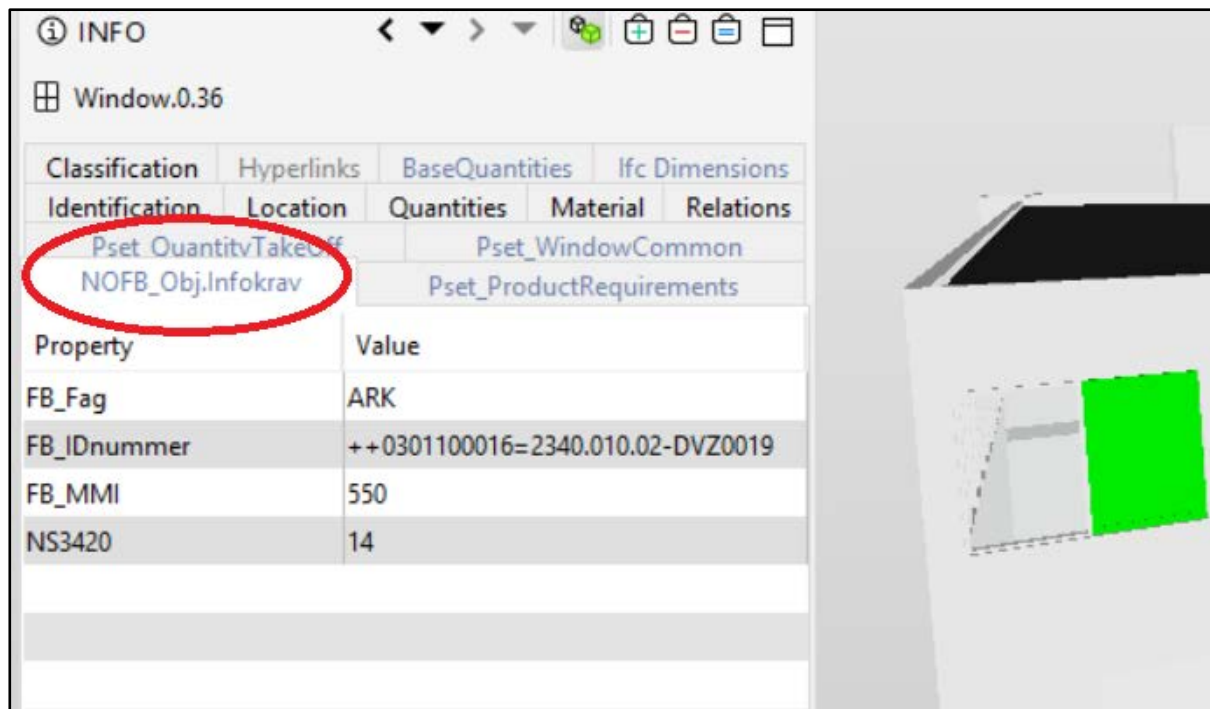 INFO
Window.0.36
Classification Hyperlinks BaseQuantities Ifc Dimensions
Identification Location Quantities Material Relations
Pset_QuantityTakeOff Pset_WindowCommon
NOFB_Obj.Infokrav Pset_ProductRequirements
Property Value
FB_Fag ARK
FB_IDnummer ++0301100016=2340.010.02-DVZ0019
FB_MMI 550
NS3420 14